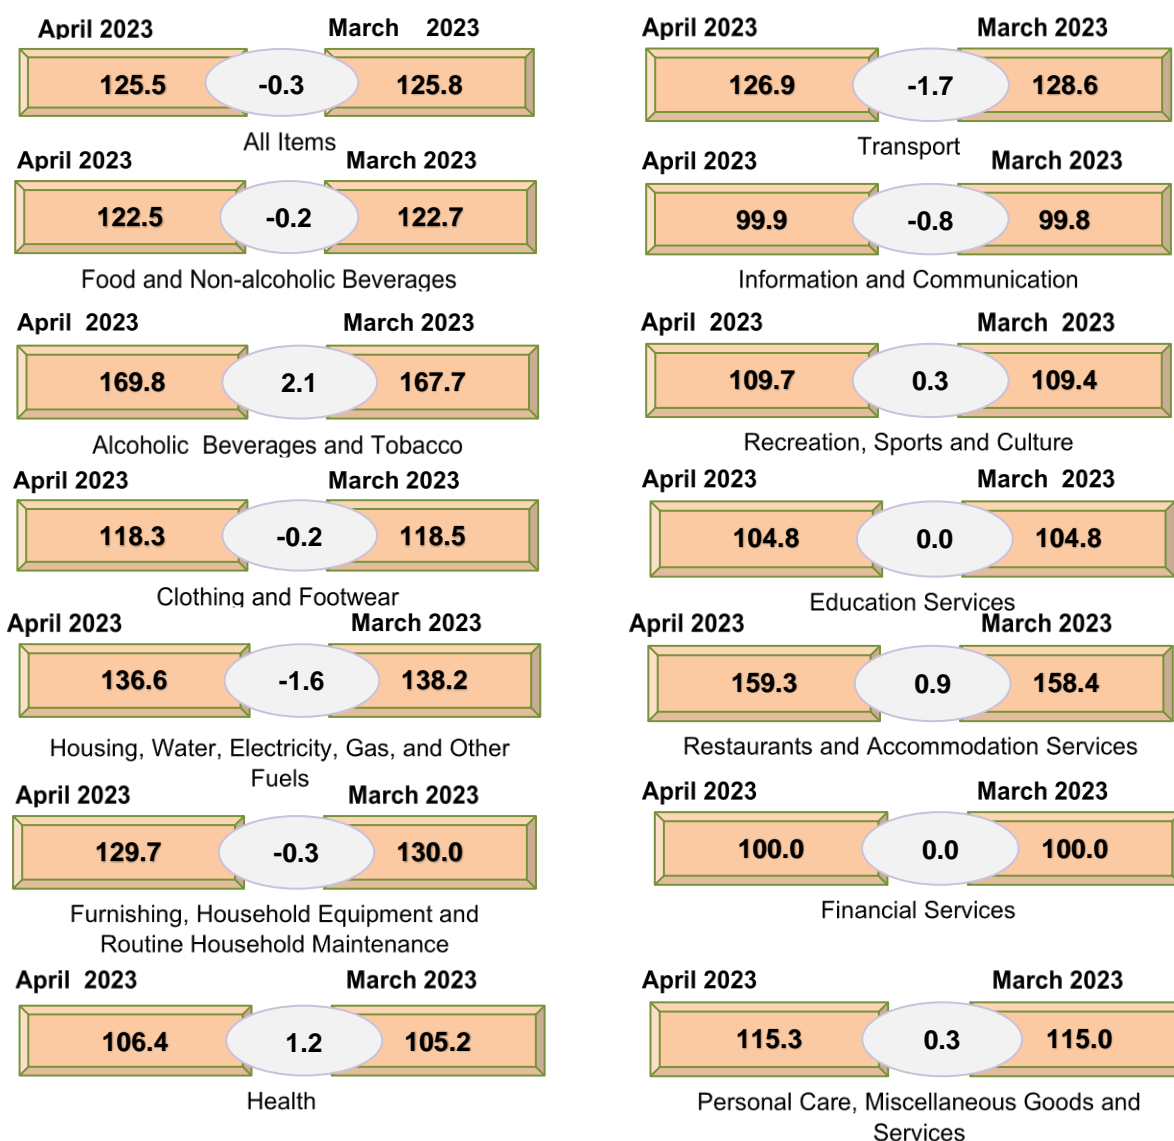 April 2023 March 2023
125.5 -0.3 125.8
All Items
April 2023 March 2023
122.5 -0.2 122.7
Food and Non-alcoholic Beverages
April 2023 March 2023
169.8 2.1 167.7
Alcoholic Beverages and Tobacco
April 2023 March 2023
118.3 -0.2 118.5
Clothing and Footwear
April 2023 March 2023
136.6 -1.6 138.2
Housing, Water, Electricity, Gas, and Other
Fuels
April 2023 March 2023
129.7 -0.3 130.0
Furnishing, Household Equipment and
Routine Household Maintenance
April 2023 March 2023
106.4 1.2 105.2
Health
April 2023 March 2023
126.9 -1.7 128.6
Transport
April 2023 March 2023
99.9 -0.8 99.8
Information and Communication
April 2023 March 2023
109.7 0.3 109.4
Recreation, Sports and Culture
April 2023 March 2023
104.8 0.0 104.8
Education Services
April 2023 March 2023
159.3 0.9 158.4
Restaurants and Accommodation Services
April 2023 March 2023
100.0 0.0 100.0
Financial Services
April 2023 March 2023
115.3 0.3 115.0
Personal Care, Miscellaneous Goods and
Services